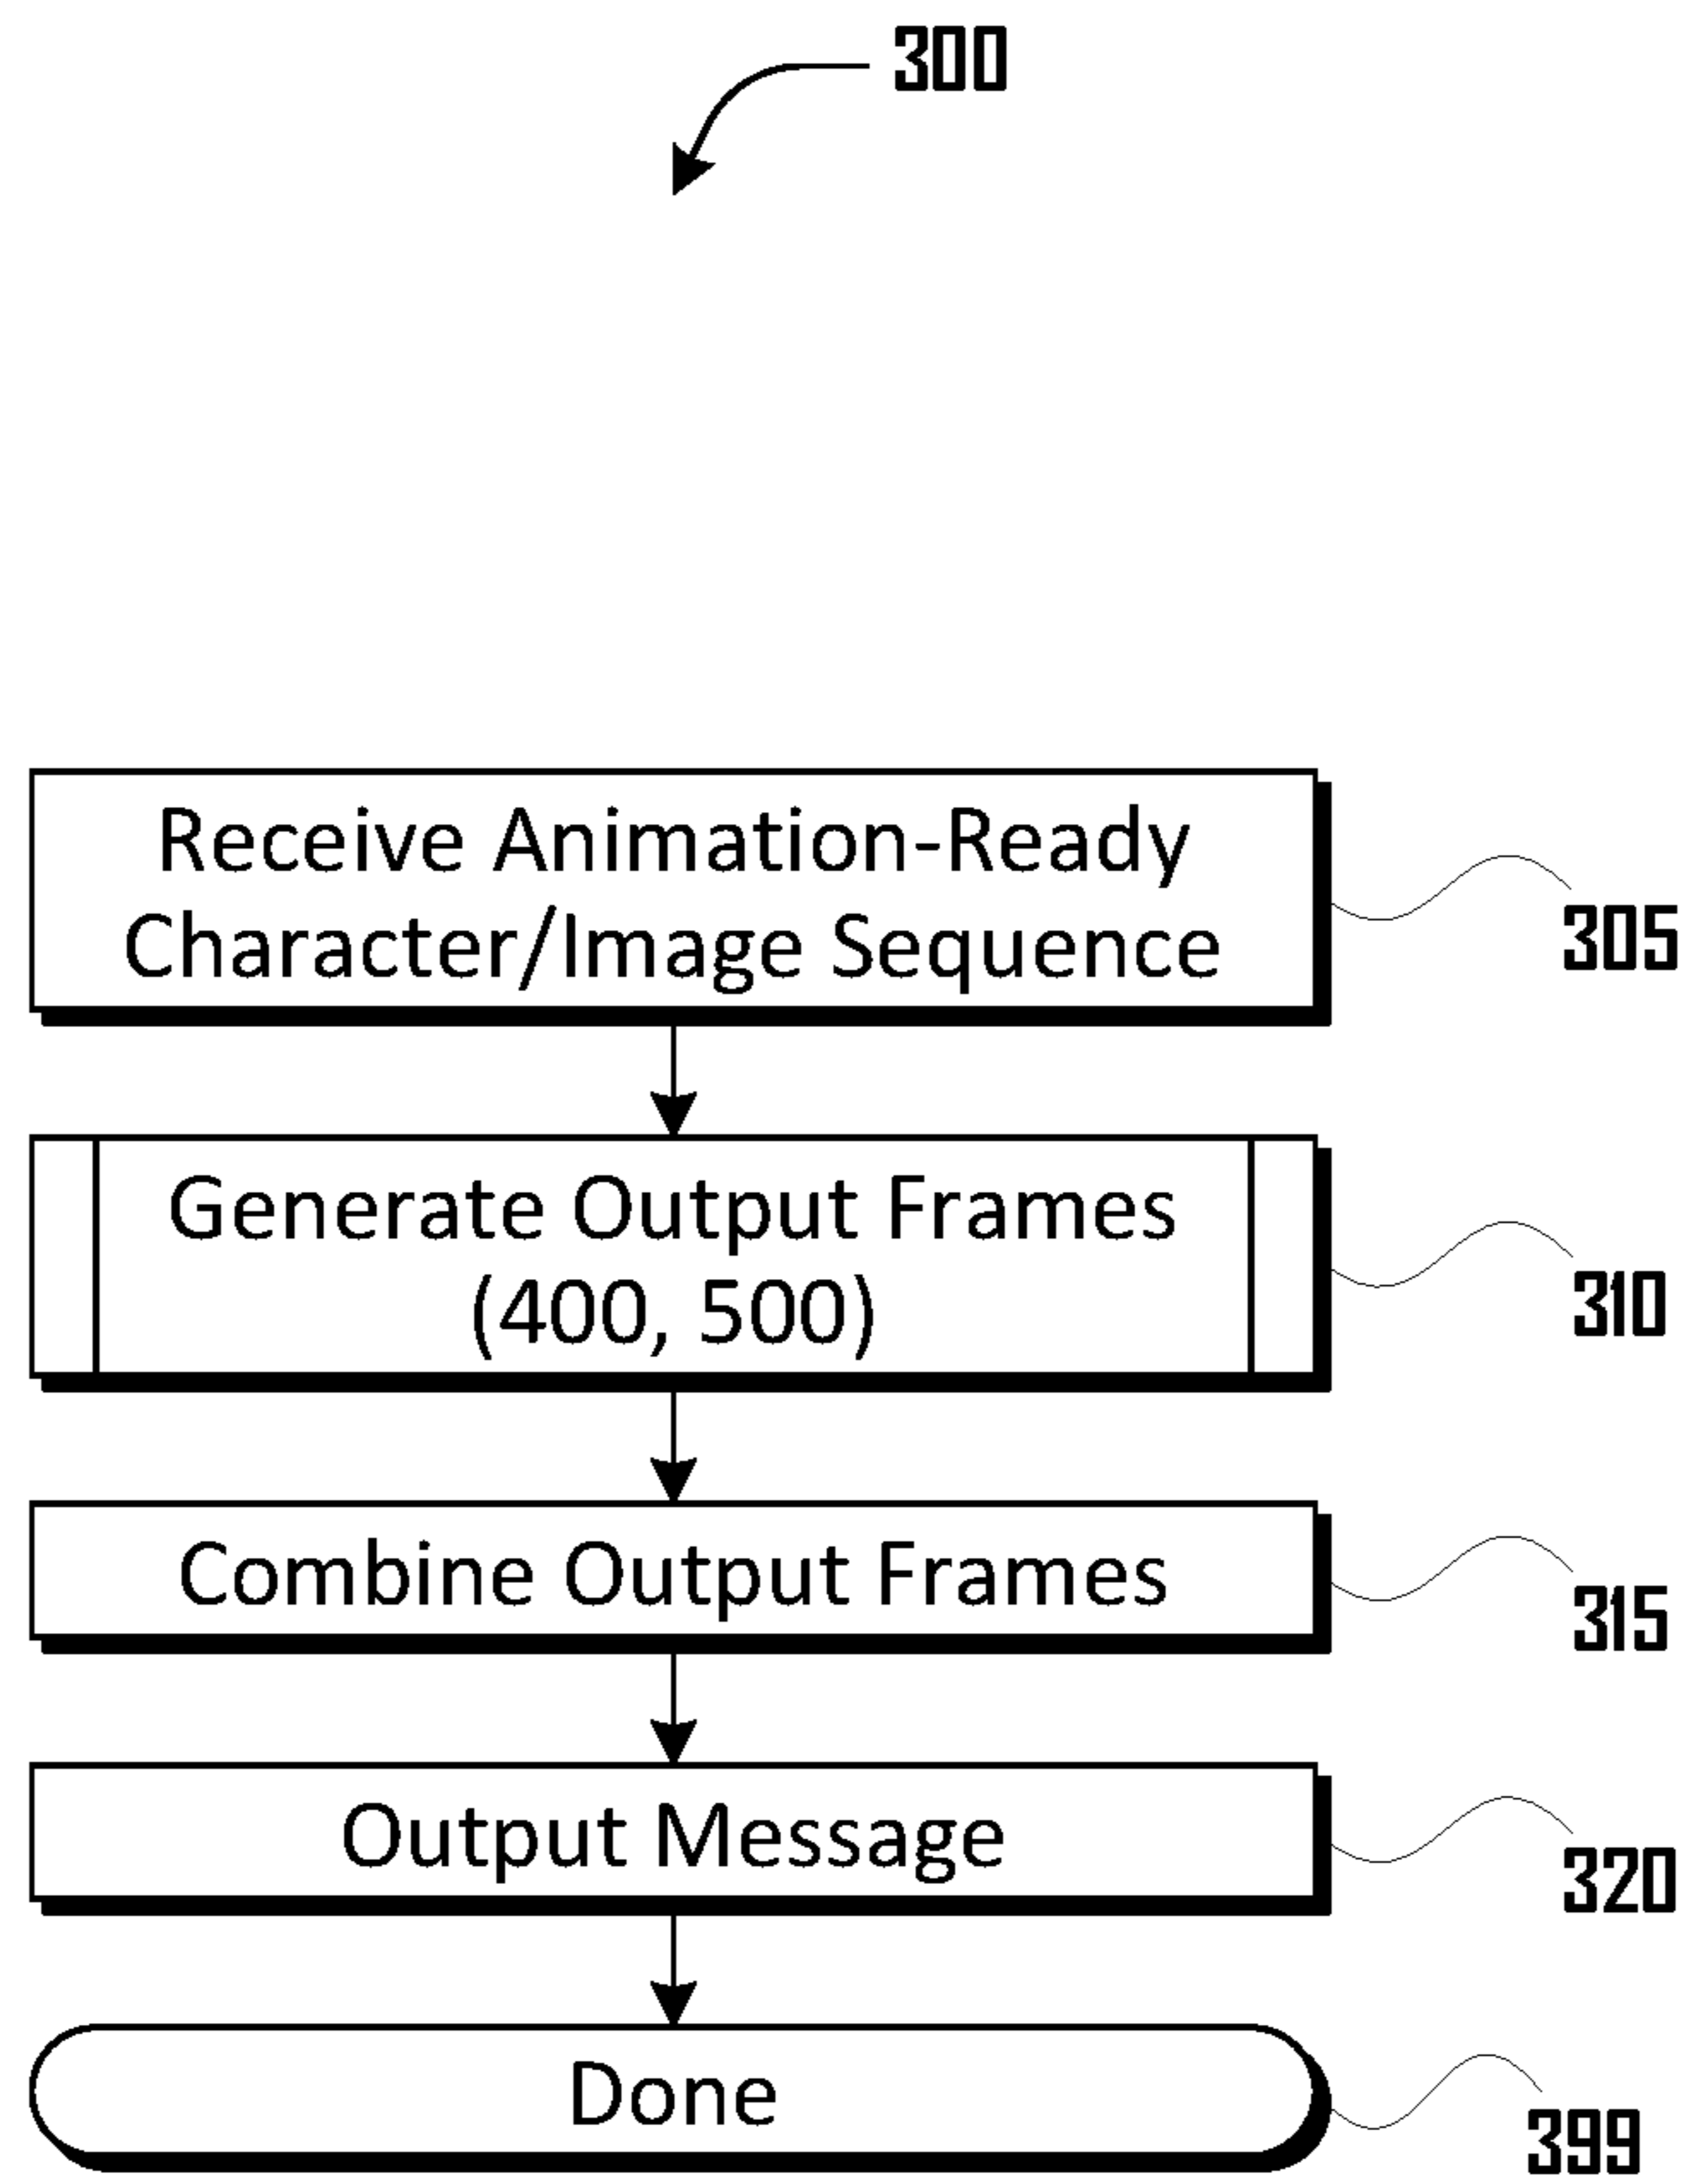 300
Receive Animation-Ready
Character/Image Sequence
305
Generate Output Frames
(400, 500)
310
Combine Output Frames
315
Output Message
320
Done
399